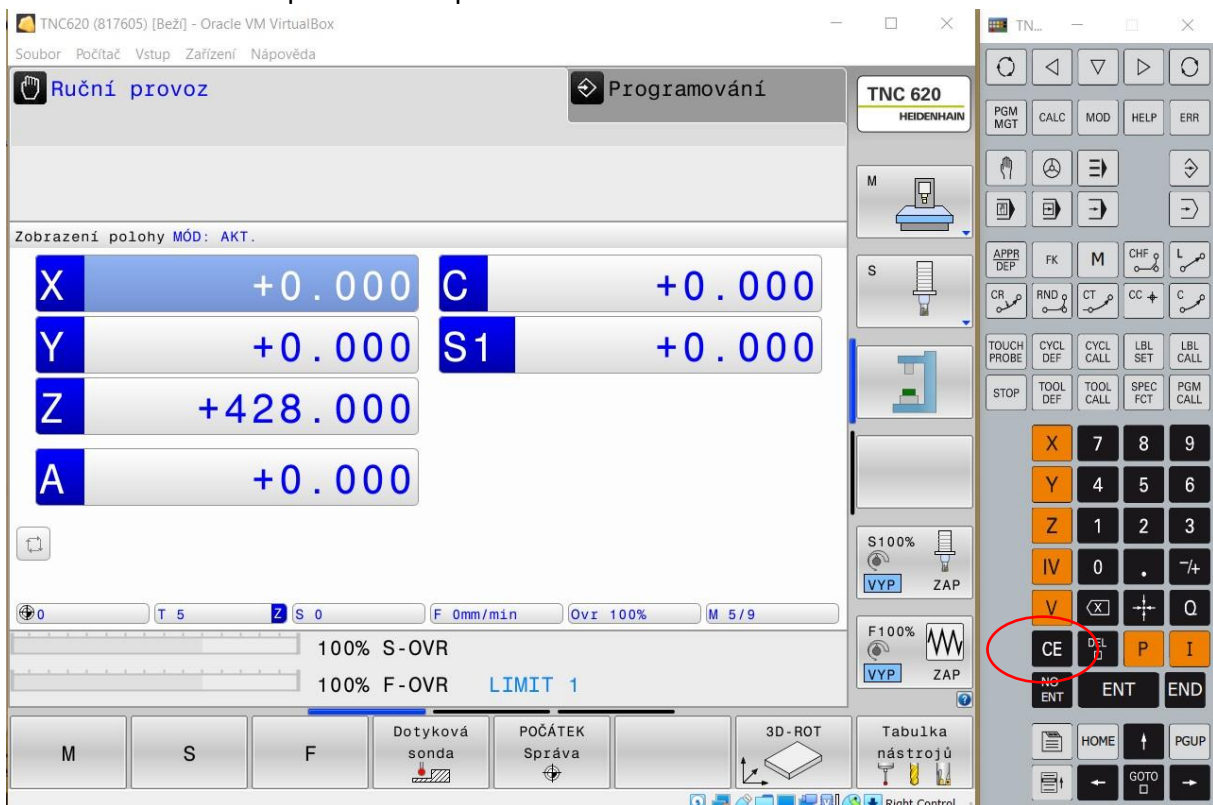 TNC620 (817605) [Beží] - Oracle VM VirtualBox
Soubor Počítač Vstup Zařízení Nápověda
Ruční provoz
Programování
TNC 620
HEIDENHAIN
M
Zobrazení polohy MÓD: AKT.
X +0.000 C +0.000
Y +0.000 S1 +0.000
Z +428.000
A +0.000
S
S100%
VYP ZAP
0 T 5 Z S 0 F 0mm/min Ovr 100% M 5/9
100% S-OVR
100% F-OVR LIMIT 1
F100%
VYP ZAP
M S F Dotyková sonda POČÁTEK Správa 3D-ROT Tabulka nástrojů
Right Control
TN...
PGM MGT CALC MOD HELP ERR
APPR DEP FK M CHF L
CR RND CT CC C
TOUCH PROBE CYCL DEF CYCL CALL LBL SET LBL CALL
STOP TOOL DEF TOOL CALL SPEC FCT PGM CALL
X 7 8 9
Y 4 5 6
Z 1 2 3
IV 0 . -/+
V X Q
CE DEL P I
NO ENT ENT END
HOME PGUP
GOTO